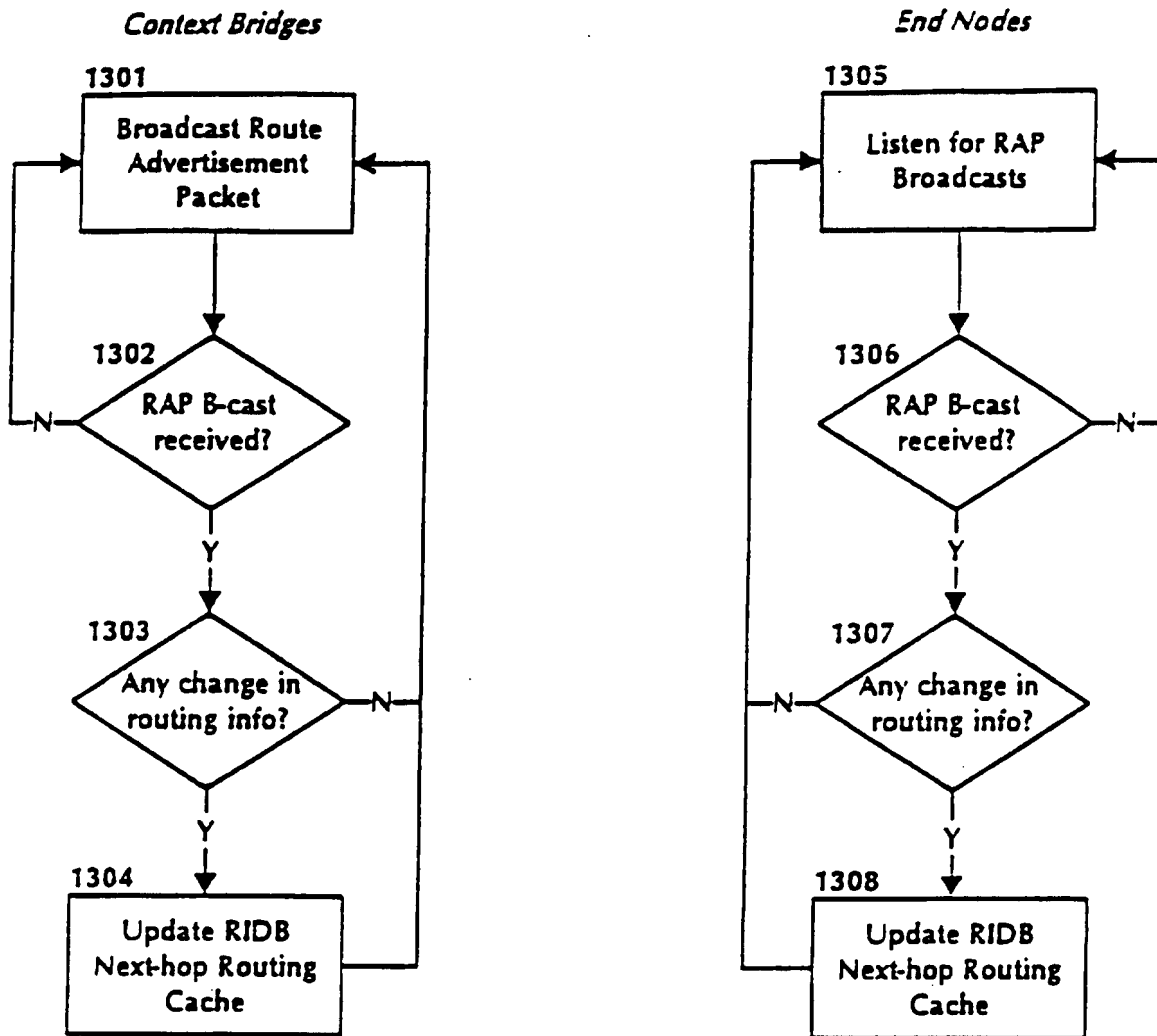 Context Bridges
1301
Broadcast Route
Advertisement
Packet
1302
RAP B-cast
received?
N
Y
1303
Any change in
routing info?
N
Y
1304
Update RIDB
Next-hop Routing
Cache
End Nodes
1305
Listen for RAP
Broadcasts
1306
RAP B-cast
received?
N
Y
1307
Any change in
routing info?
N
Y
1308
Update RIDB
Next-hop Routing
Cache